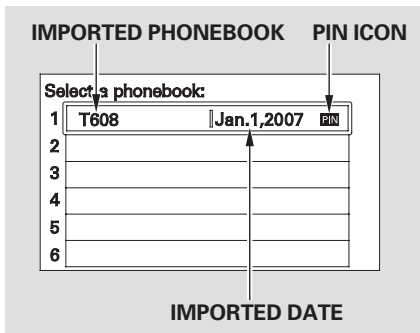 IMPORTED PHONEBOOK PIN ICON
Select a phonebook:
1 T608 Jan.1,2007 PIN
2
3
4
5
6
IMPORTED DATE